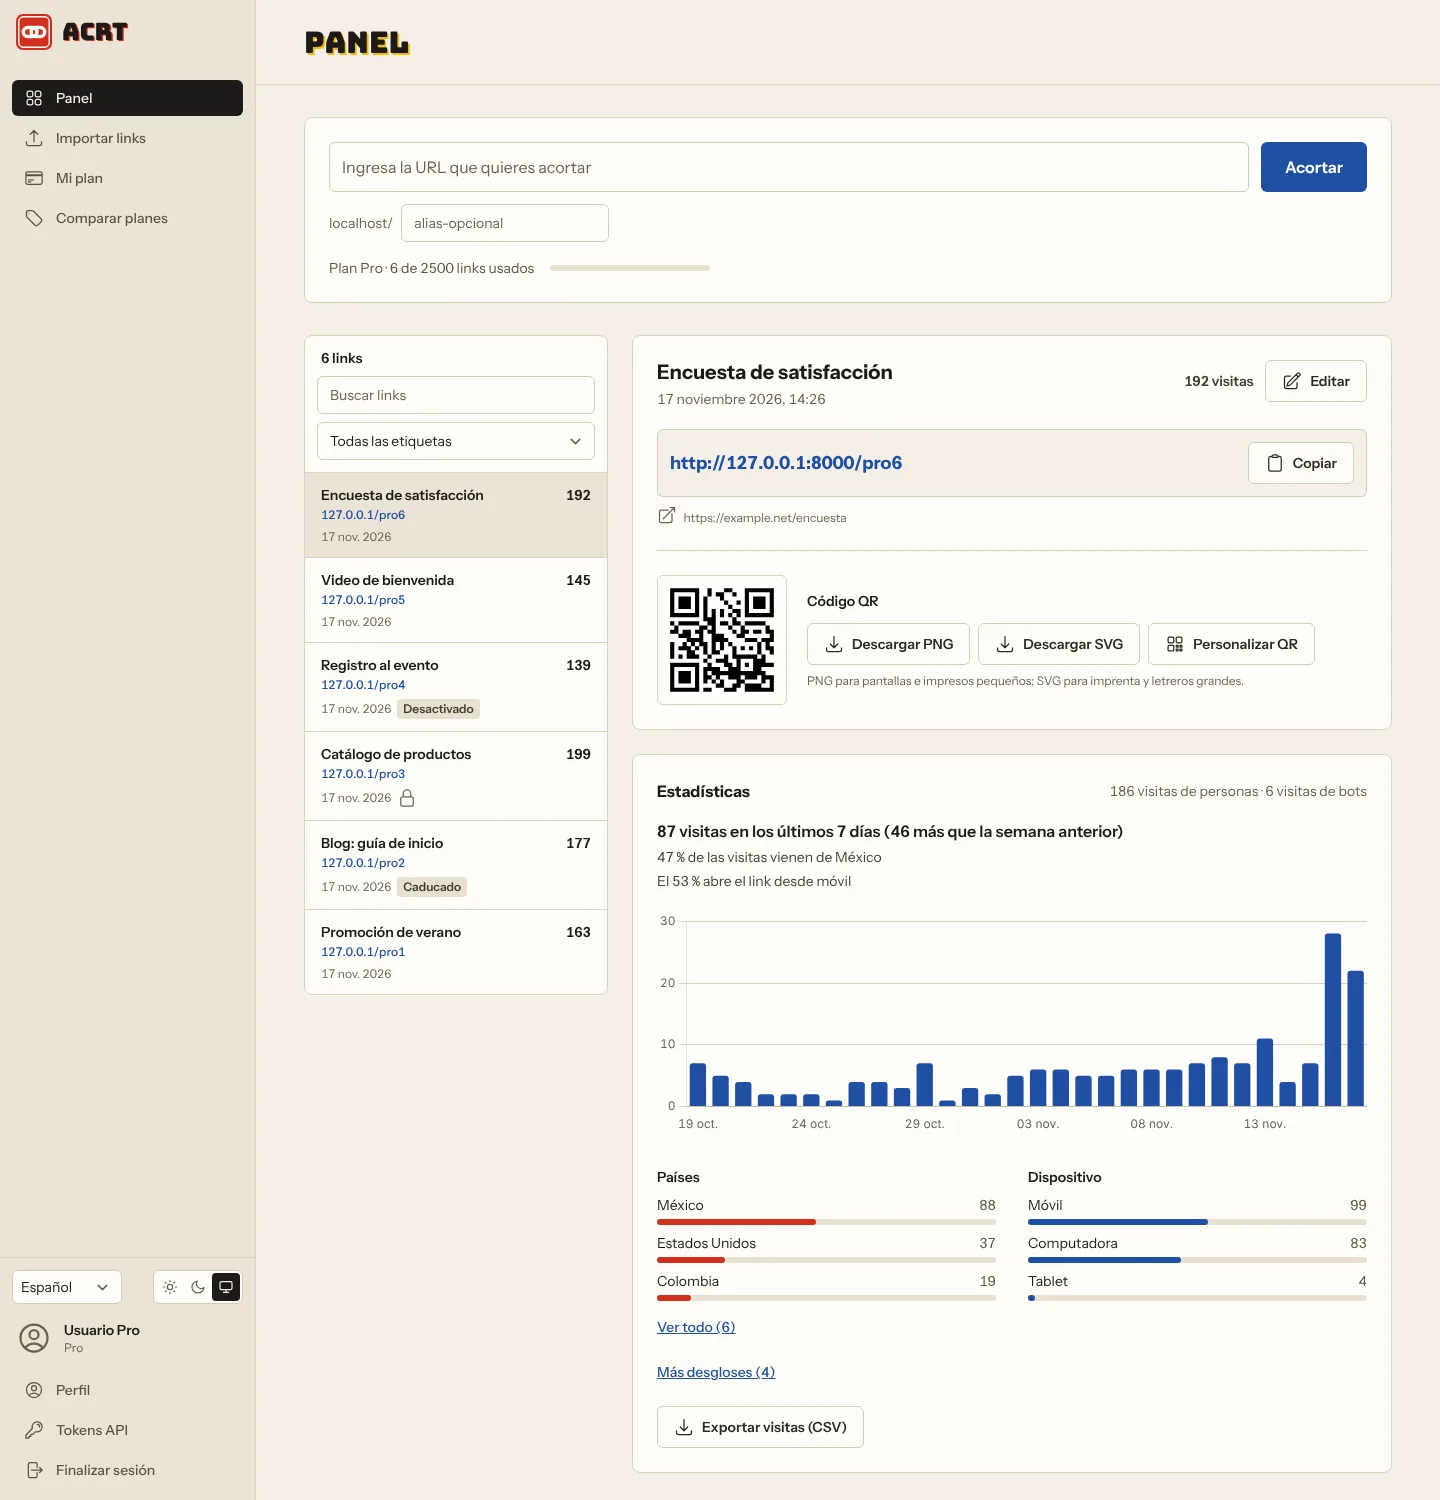 ACRT
Panel
Importar links
Mi plan
Comparar planes
Español
Usuario Pro
Pro
Perfil
Tokens API
Finalizar sesión
PANEL
Ingresa la URL que quieres acortar
Acortar
localhost/ alias-opcional
Plan Pro · 6 de 2500 links usados
6 links
Buscar links
Todas las etiquetas
Encuesta de satisfacción 192
127.0.0.1/pro6
17 nov. 2026
Video de bienvenida 145
127.0.0.1/pro5
17 nov. 2026
Registro al evento 139
127.0.0.1/pro4
17 nov. 2026 Desactivado
Catálogo de productos 199
127.0.0.1/pro3
17 nov. 2026
Blog: guía de inicio 177
127.0.0.1/pro2
17 nov. 2026 Caducado
Promoción de verano 163
127.0.0.1/pro1
17 nov. 2026
Encuesta de satisfacción
17 noviembre 2026, 14:26
192 visitas
Editar
http://127.0.0.1:8000/pro6
Copiar
https://example.net/encuesta
Código QR
Descargar PNG
Descargar SVG
Personalizar QR
PNG para pantallas e impresos pequeños; SVG para imprenta y letreros grandes.
Estadísticas
186 visitas de personas · 6 visitas de bots
87 visitas en los últimos 7 días (46 más que la semana anterior)
47 % de las visitas vienen de México
El 53 % abre el link desde móvil
30
20
10
0
19 oct. 24 oct. 29 oct. 03 nov. 08 nov. 13 nov.
Países
México 88
Estados Unidos 37
Colombia 19
Ver todo (6)
Dispositivo
Móvil 99
Computadora 83
Tablet 4
Más desgloses (4)
Exportar visitas (CSV)